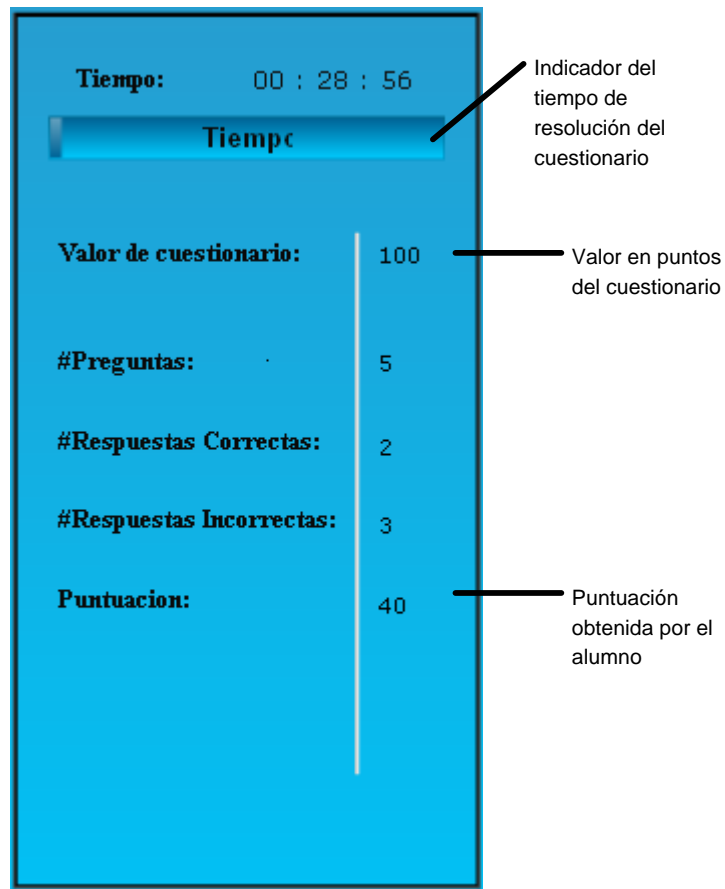 Tiempo: 00 : 28 : 56
Tiempo
Indicador del
tiempo de
resolución del
cuestionario
Valor de cuestionario: 100
Valor en puntos
del cuestionario
#Preguntas: 5
#Respuestas Correctas: 2
#Respuestas Incorrectas: 3
Puntuacion: 40
Puntuación
obtenida por el
alumno